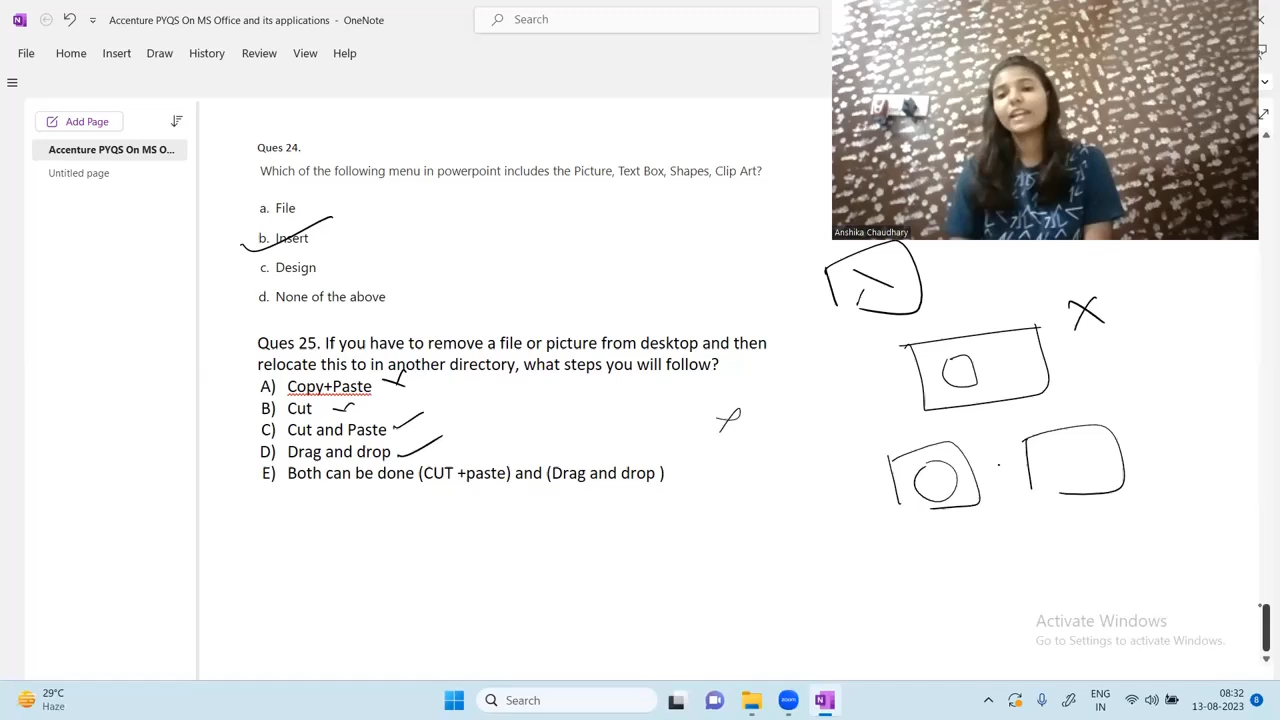 Accenture PYQS On MS Office and its applications - OneNote
Search
File Home Insert Draw History Review View Help
Add Page
Accenture PYQS On MS O...
Untitled page
Ques 24.
Which of the following menu in powerpoint includes the Picture, Text Box, Shapes, Clip Art?
a. File
b. Insert
c. Design
d. None of the above
Ques 25. If you have to remove a file or picture from desktop and then
relocate this to in another directory, what steps you will follow?
A) Copy+Paste
B) Cut
C) Cut and Paste
D) Drag and drop
E) Both can be done (CUT +paste) and (Drag and drop )
Anshika Chaudhary
Activate Windows
Go to Settings to activate Windows.
29°C
Haze
Search
zoom
ENG
IN
08:32
13-08-2023
8